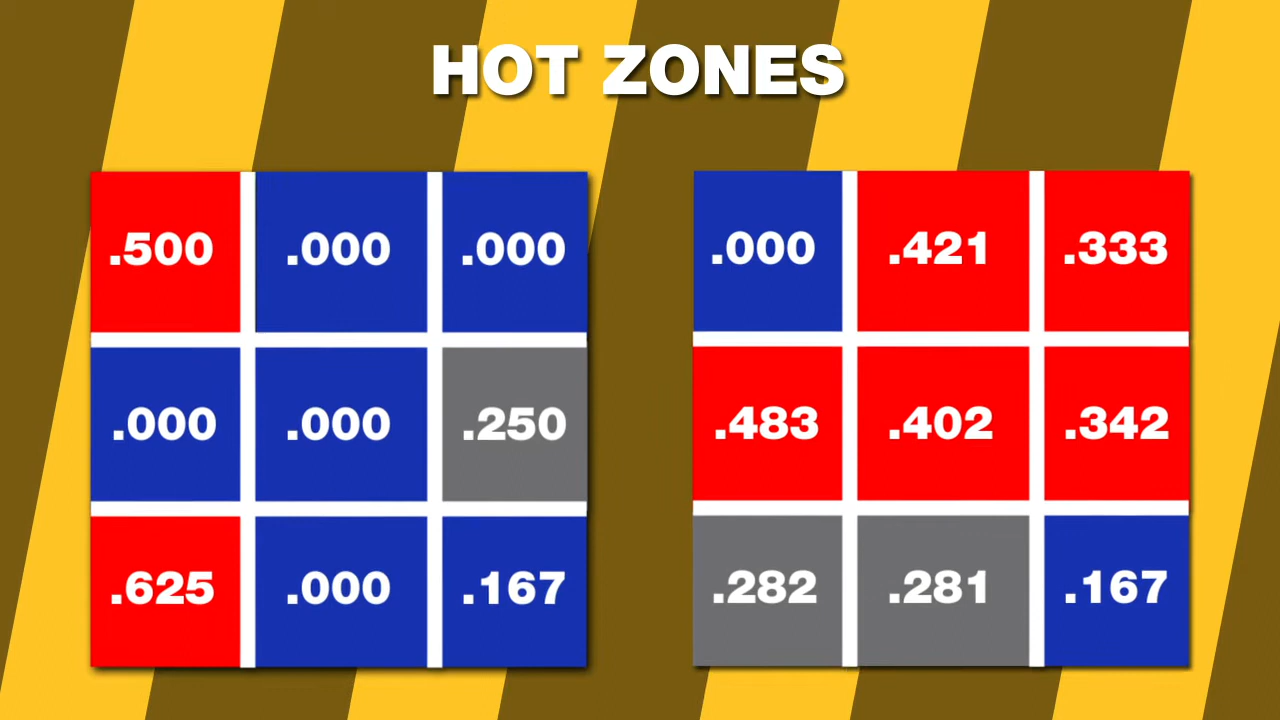 HOT ZONES
.500 .000 .000
.000 .000 .250
.625 .000 .167
.000 .421 .333
.483 .402 .342
.282 .281 .167